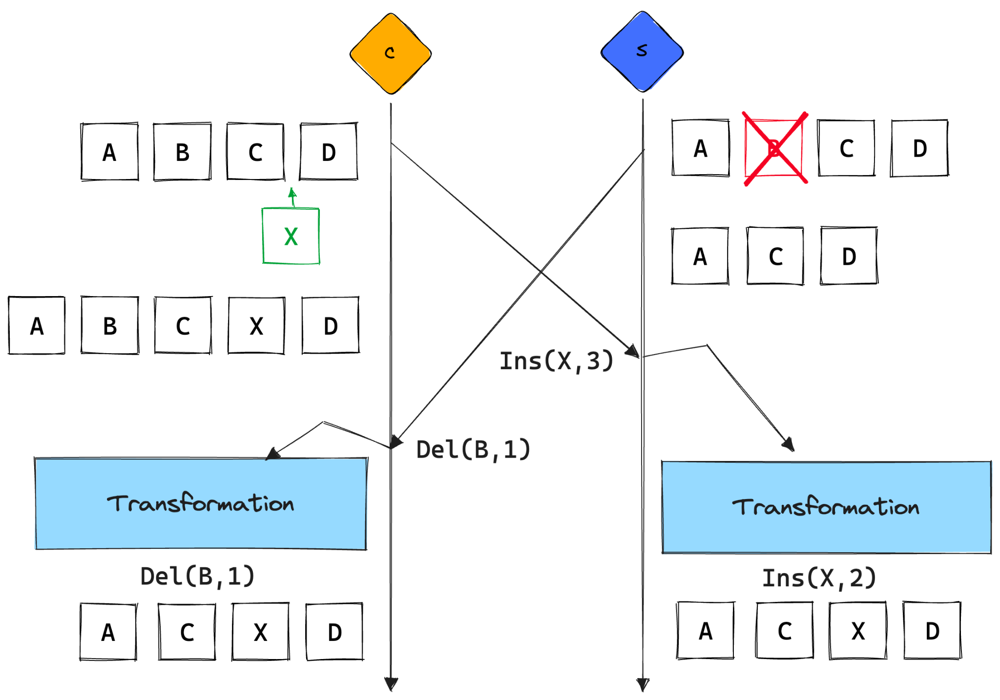 c
s
A B C D
A B C D
X
A C D
A B C X D
Ins(X,3)
Del(B,1)
Transformation
Transformation
Del(B,1)
Ins(X,2)
A C X D
A C X D